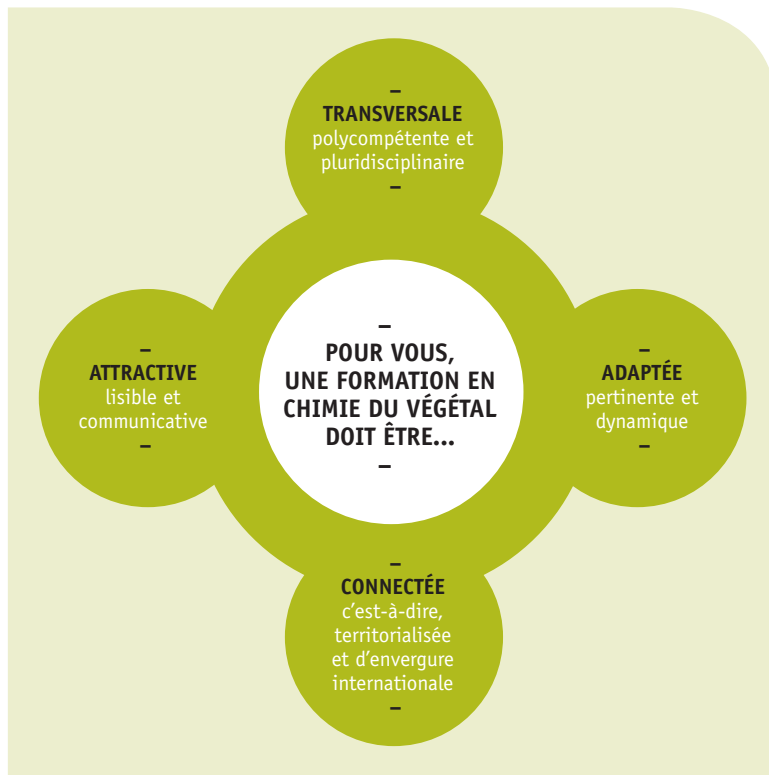 –
TRANSVERSALE
polycompétente et
pluridisciplinaire
–
–
ATTRACTIVE
lisible et
communicative
–
–
POUR VOUS,
UNE FORMATION EN
CHIMIE DU VÉGÉTAL
DOIT ÊTRE...
–
–
ADAPTÉE
pertinente et
dynamique
–
–
CONNECTÉE
c'est-à-dire,
territorialisée
et d'envergure
internationale
–